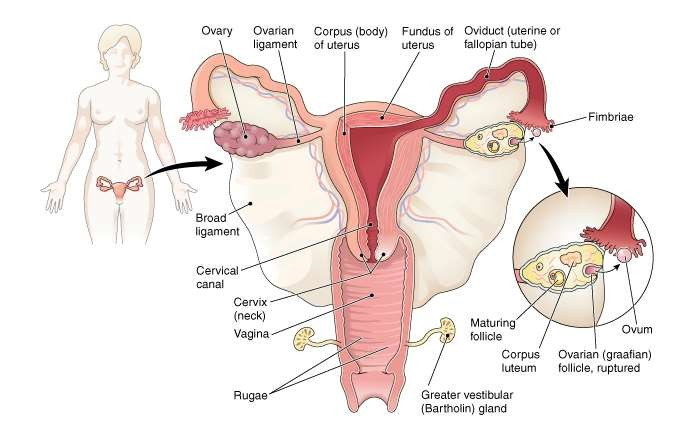 Ovary
Ovarian
ligament
Corpus (body)
of uterus
Fundus of
uterus
Oviduct (uterine or
fallopian tube)
Fimbriae
Broad
ligament
Cervical
canal
Cervix
(neck)
Vagina
Rugae
Greater vestibular
(Bartholin) gland
Maturing
follicle
Corpus
luteum
Ovarian (graafian)
follicle, ruptured
Ovum